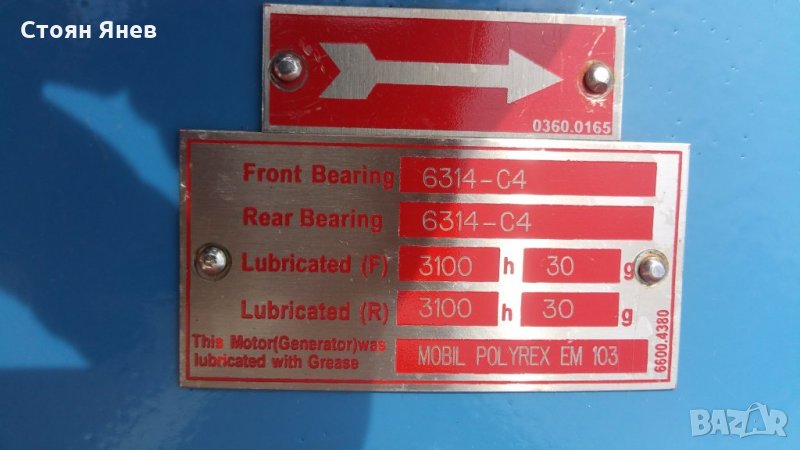 Стоян Янев
0360.0165
Front Bearing 6314-C4
Rear Bearing 6314-C4
Lubricated (F) 3100 h 30 g
Lubricated (R) 3100 h 30 g
This Motor(Generator)was
lubricated with Grease
MOBIL POLYREX EM 103
6600.4380
BAZAR